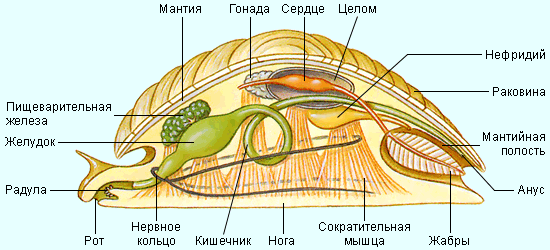 Мантия
Гонада
Сердце
Целом
Нефридий
Раковина
Пищеварительная
железа
Желудок
Мантийная
полость
Радула
Анус
Рот
Нервное
кольцо
Кишечник
Нога
Сократительная
мышца
Жабры